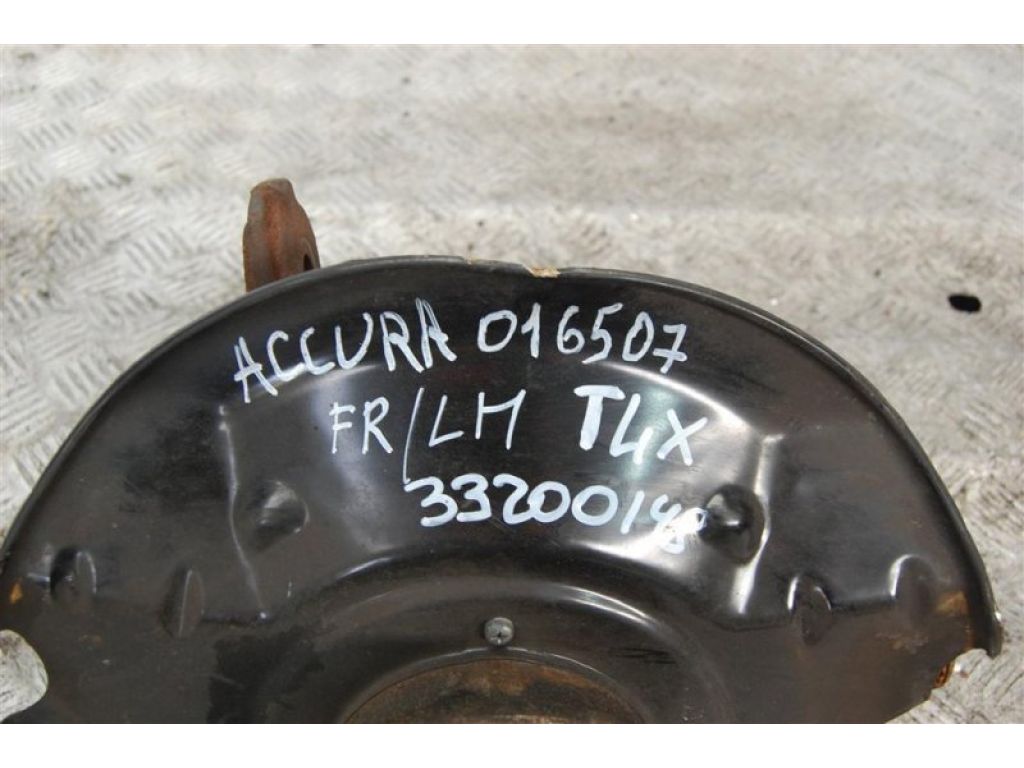 ACCURA 016507
FR/LH TLX
33200148